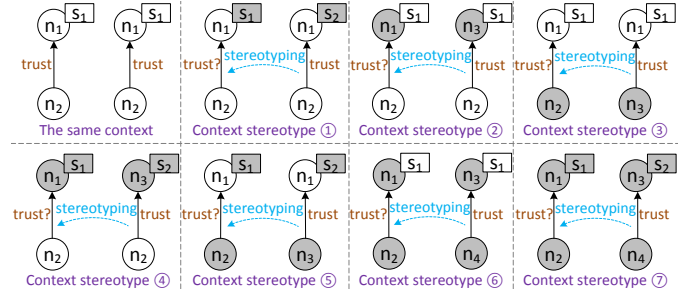 n1 s1 n1 s1
trust trust
n2 n2
The same context
n1 s1 n1 s2
stereotyping
trust? trust
n2 n2
Context stereotype ①
n1 s1 n3 s1
stereotyping
trust? trust
n2 n2
Context stereotype ②
n1 s1 n1 s1
stereotyping
trust? trust
n2 n3
Context stereotype ③
n1 s1 n3 s2
trust? stereotyping trust
n2 n2
Context stereotype ④
n1 s1 n1 s2
trust? stereotyping trust
n2 n3
Context stereotype ⑤
n1 s1 n3 s1
trust? stereotyping trust
n2 n4
Context stereotype ⑥
n1 s1 n3 s2
trust? stereotyping trust
n2 n4
Context stereotype ⑦